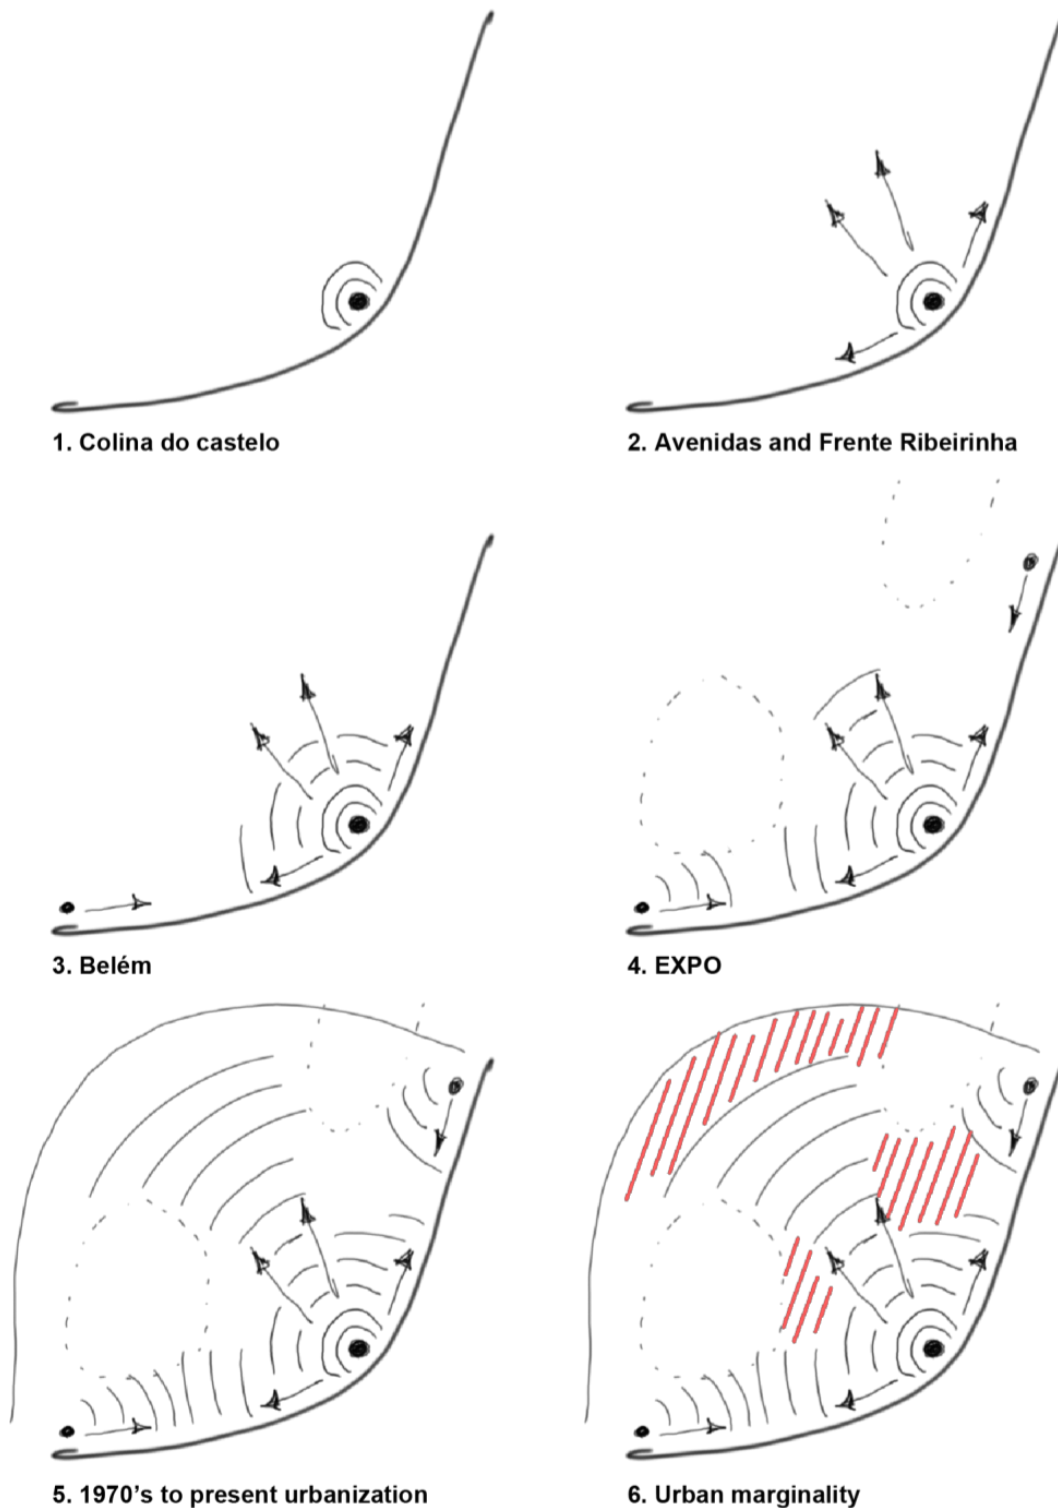 1. Colina do castelo
2. Avenidas and Frente Ribeirinha
3. Belém
4. EXPO
5. 1970's to present urbanization
6. Urban marginality